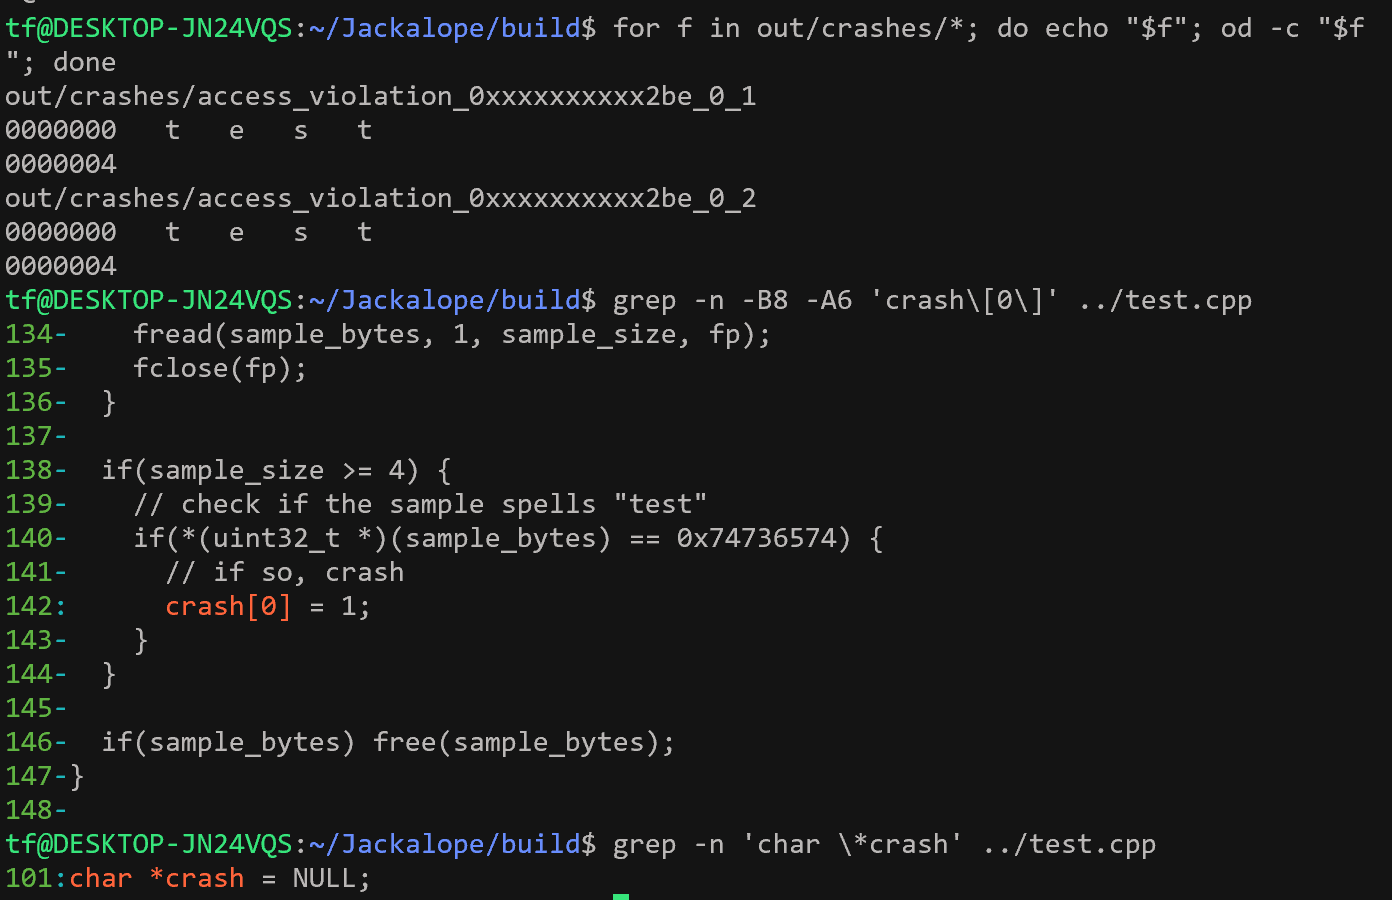 tf@DESKTOP-JN24VQS:~/Jackalope/build$ for f in out/crashes/*; do echo "$f"; od -c "$f
"; done
out/crashes/access_violation_0xxxxxxxxxx2be_0_1
0000000   t   e   s   t
0000004
out/crashes/access_violation_0xxxxxxxxxx2be_0_2
0000000   t   e   s   t
0000004
tf@DESKTOP-JN24VQS:~/Jackalope/build$ grep -n -B8 -A6 'crash\[0\]' ../test.cpp
134-    fread(sample_bytes, 1, sample_size, fp);
135-    fclose(fp);
136-  }
137-
138-  if(sample_size >= 4) {
139-    // check if the sample spells "test"
140-    if(*(uint32_t *)(sample_bytes) == 0x74736574) {
141-      // if so, crash
142:      crash[0] = 1;
143-    }
144-  }
145-
146-  if(sample_bytes) free(sample_bytes);
147-}
148-
tf@DESKTOP-JN24VQS:~/Jackalope/build$ grep -n 'char \*crash' ../test.cpp
101:char *crash = NULL;